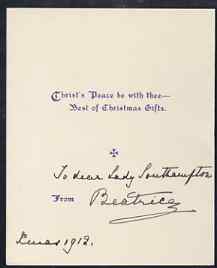 Christ's Peace be with thee—
Best of Christmas Gifts.
To dear Lady Southampton
From Beatrice
Xmas 1912.